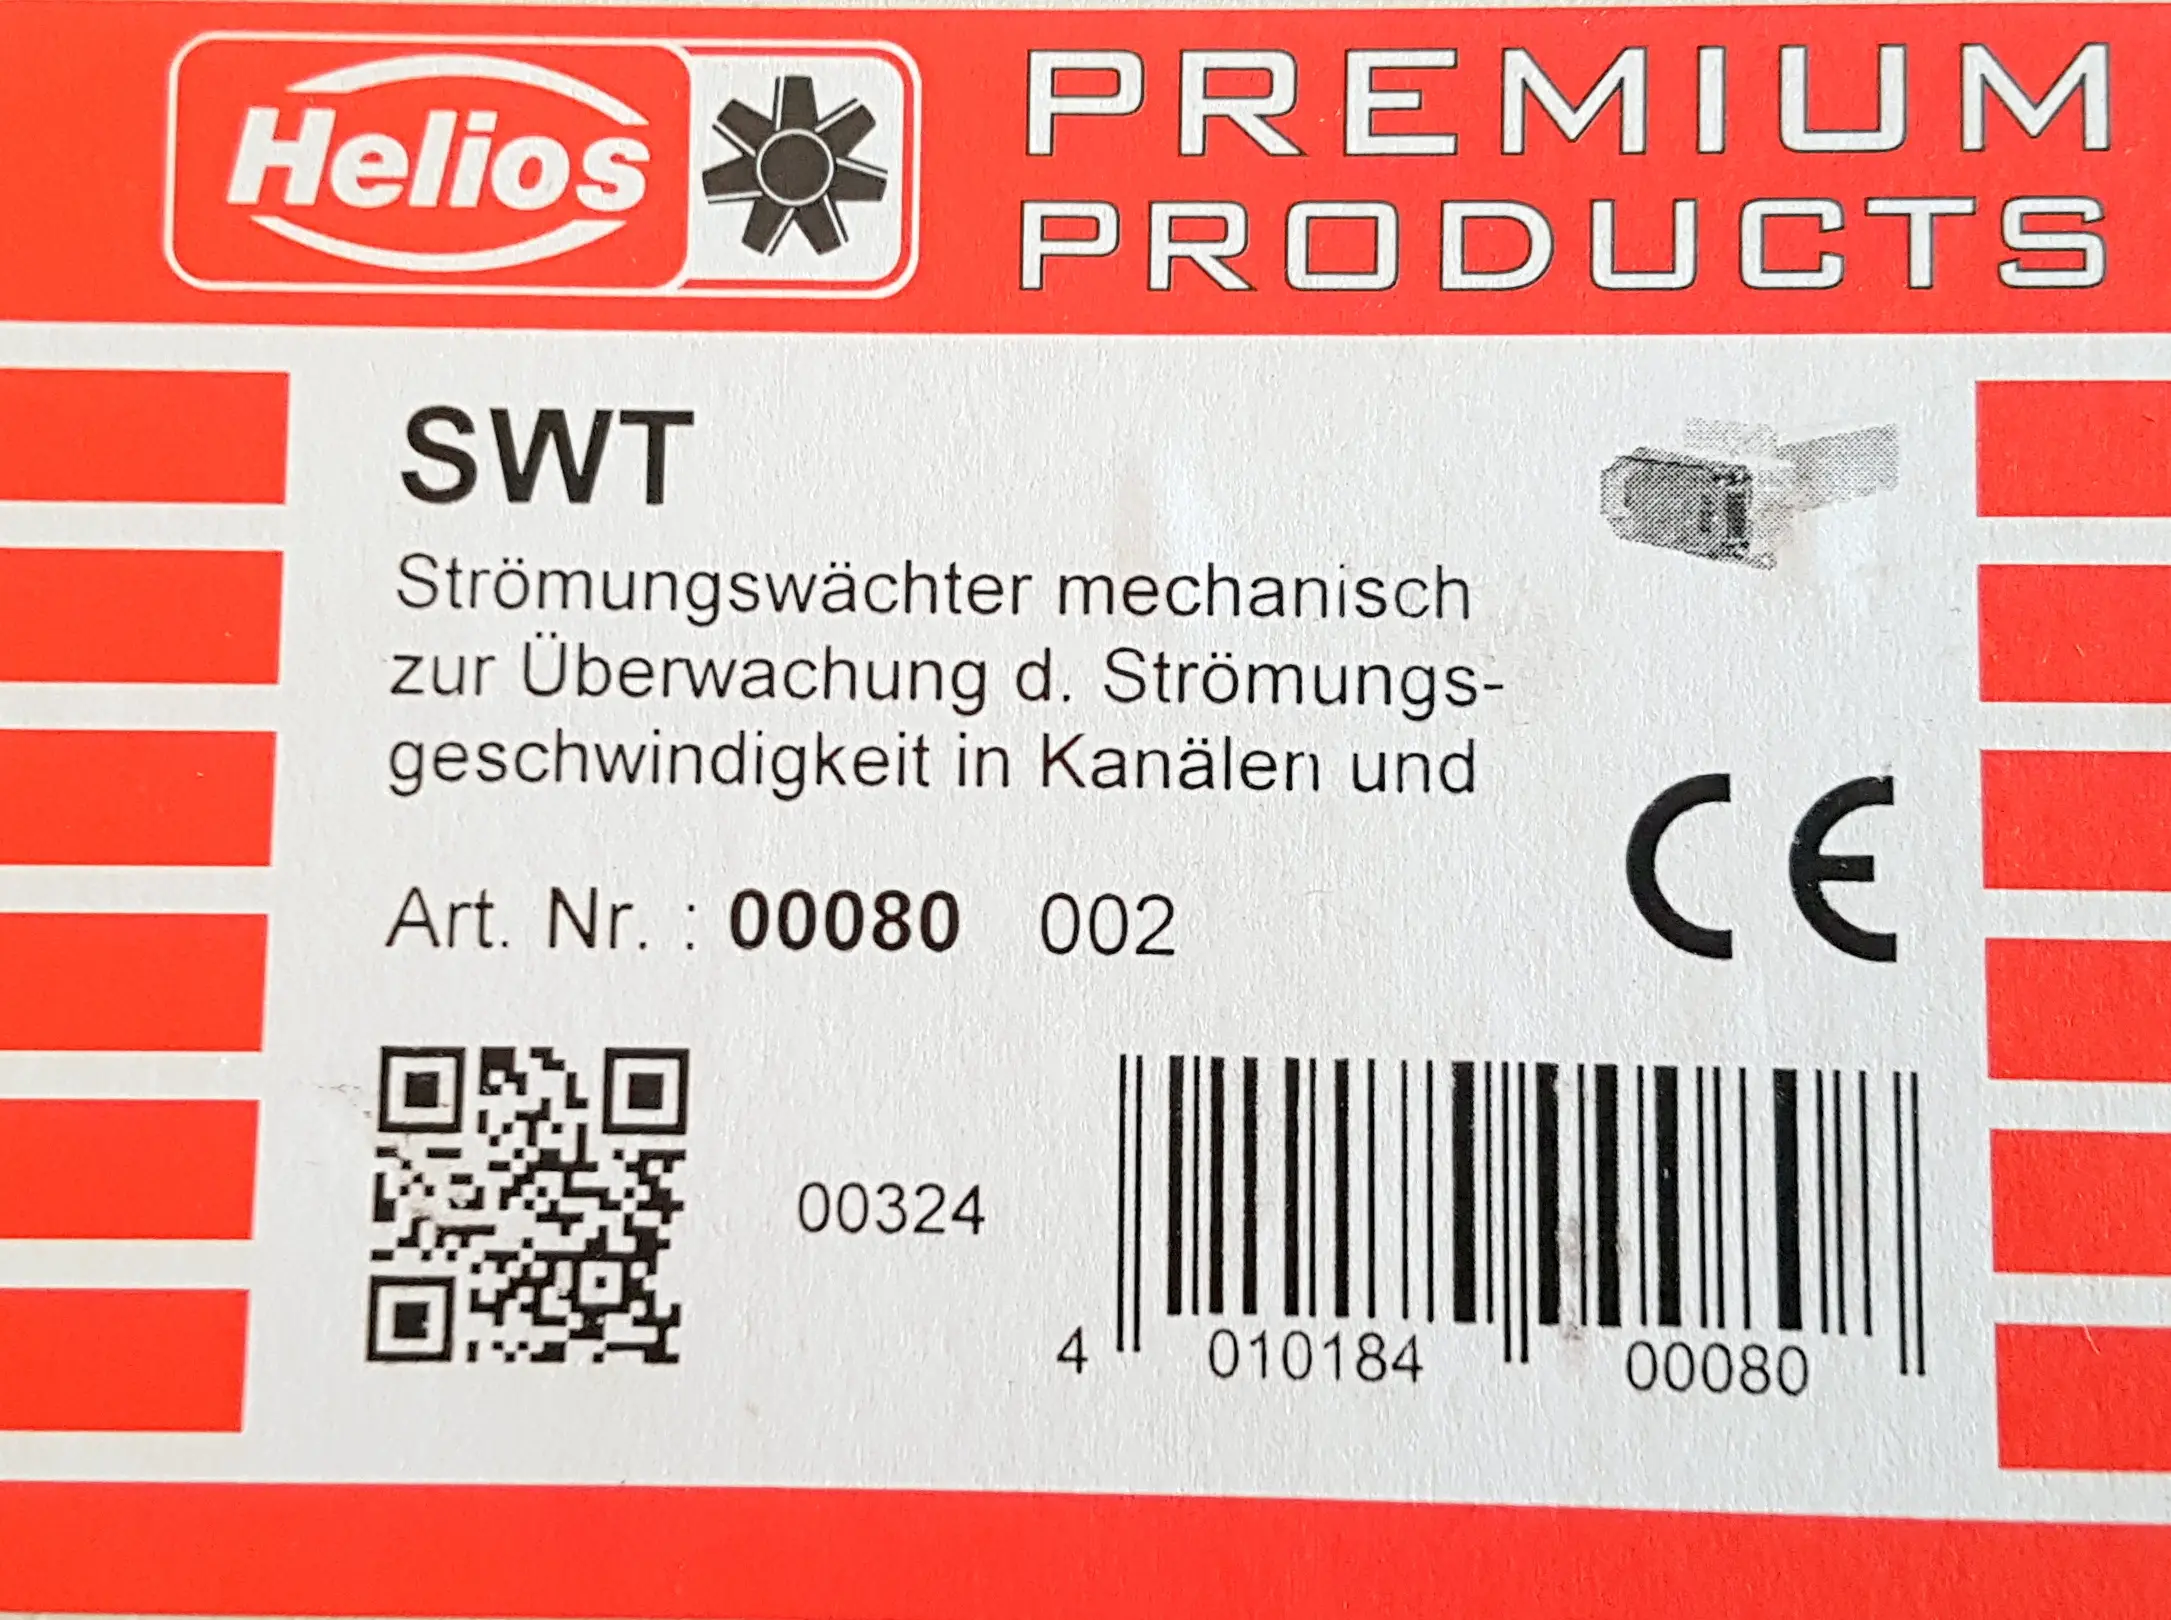 Helios
PREMIUM
PRODUCTS
SWT
Strömungswächter mechanisch
zur Überwachung d. Strömungs-
geschwindigkeit in Kanälen und
CE
Art. Nr. : 00080 002
00324
4 010184 00080